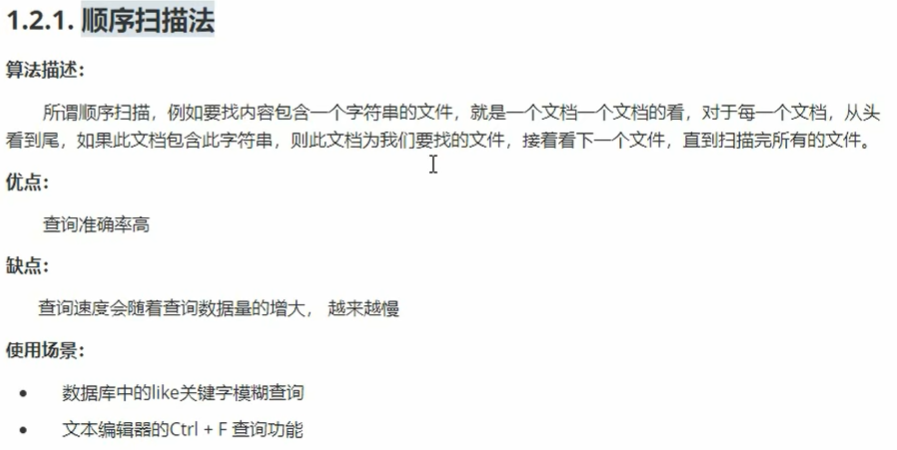 1.2.1. 顺序扫描法
算法描述：
所谓顺序扫描，例如要找内容包含一个字符串的文件，就是一个文档一个文档的看，对于每一个文档，从头
看到尾，如果此文档包含此字符串，则此文档为我们要找的文件，接着看下一个文件，直到扫描完所有的文件。
优点：
查询准确率高
缺点：
查询速度会随着查询数据量的增大， 越来越慢
使用场景：
• 数据库中的like关键字模糊查询
• 文本编辑器的Ctrl + F 查询功能